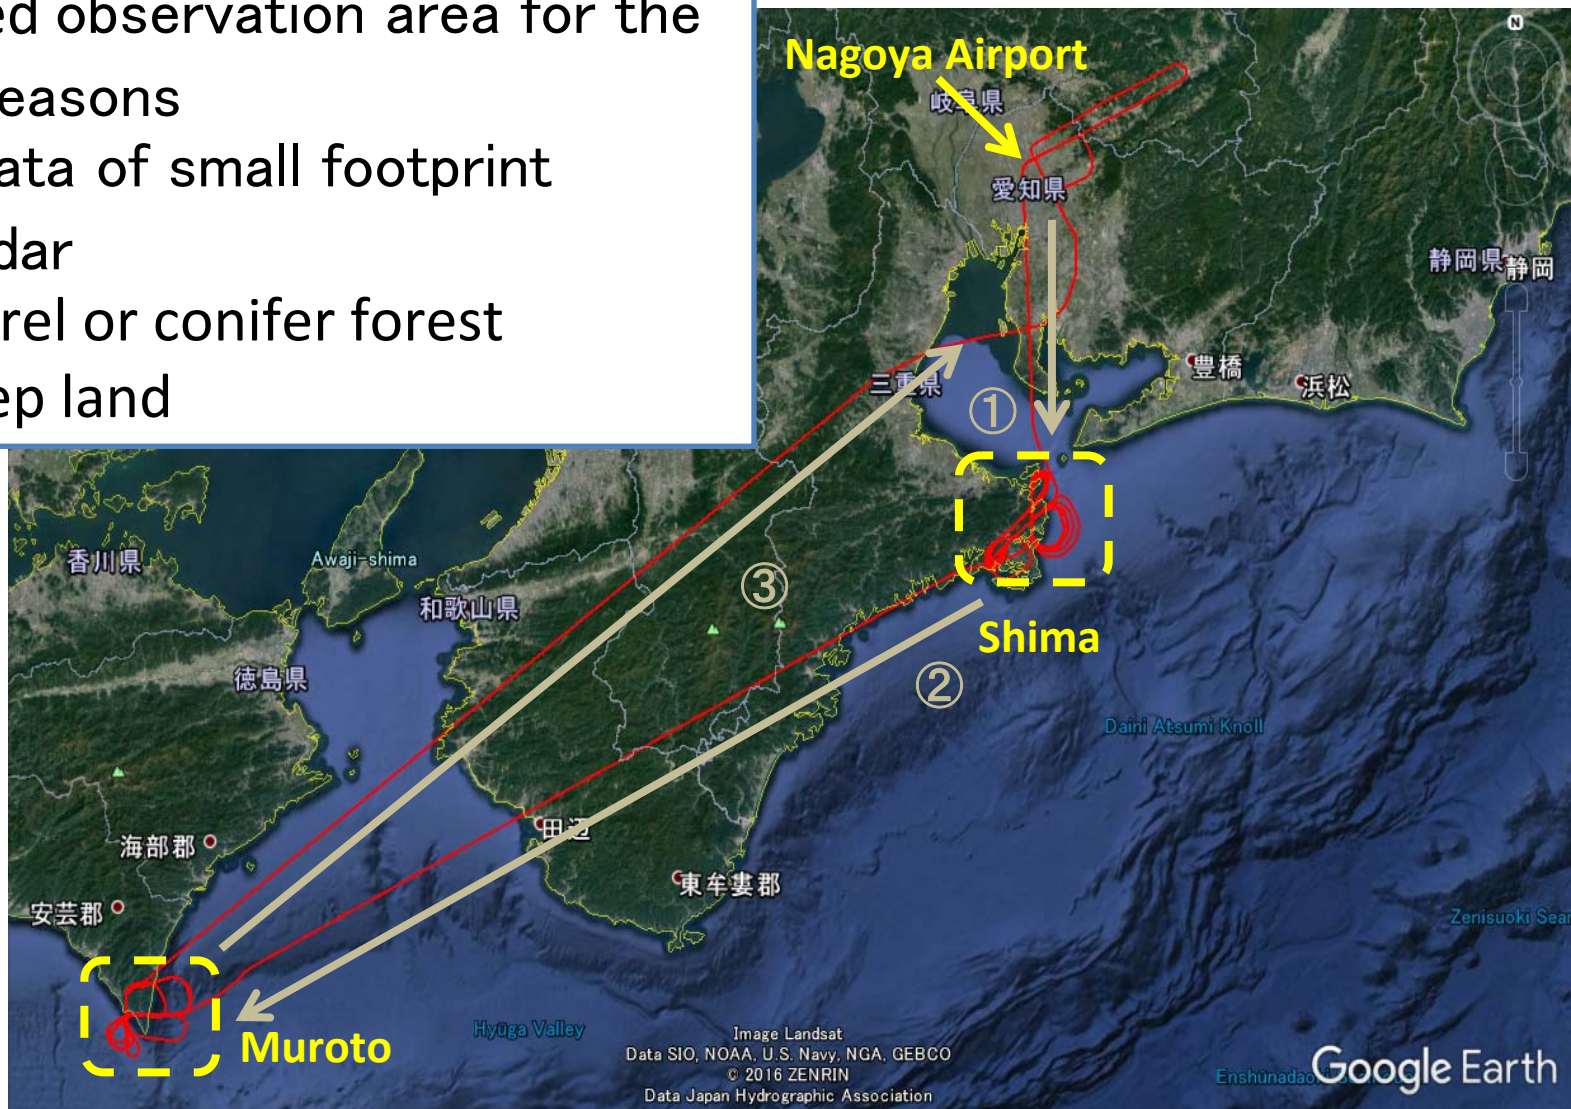 ed observation area for the
easons
ata of small footprint
dar
rel or conifer forest
ep land
N
Nagoya Airport
岐阜県
愛知県
静岡県
静岡
豊橋
浜松
三重県
①
香川県
Awaji-shima
和歌山県
③
Shima
徳島県
②
Daini Atsumi Knoll
田辺
海部郡
東牟婁郡
安芸郡
Zenisuoki Sea
Hyūga Valley
Muroto
Image Landsat
Data SIO, NOAA, U.S. Navy, NGA, GEBCO
© 2016 ZENRIN
Data Japan Hydrographic Association
Google Earth